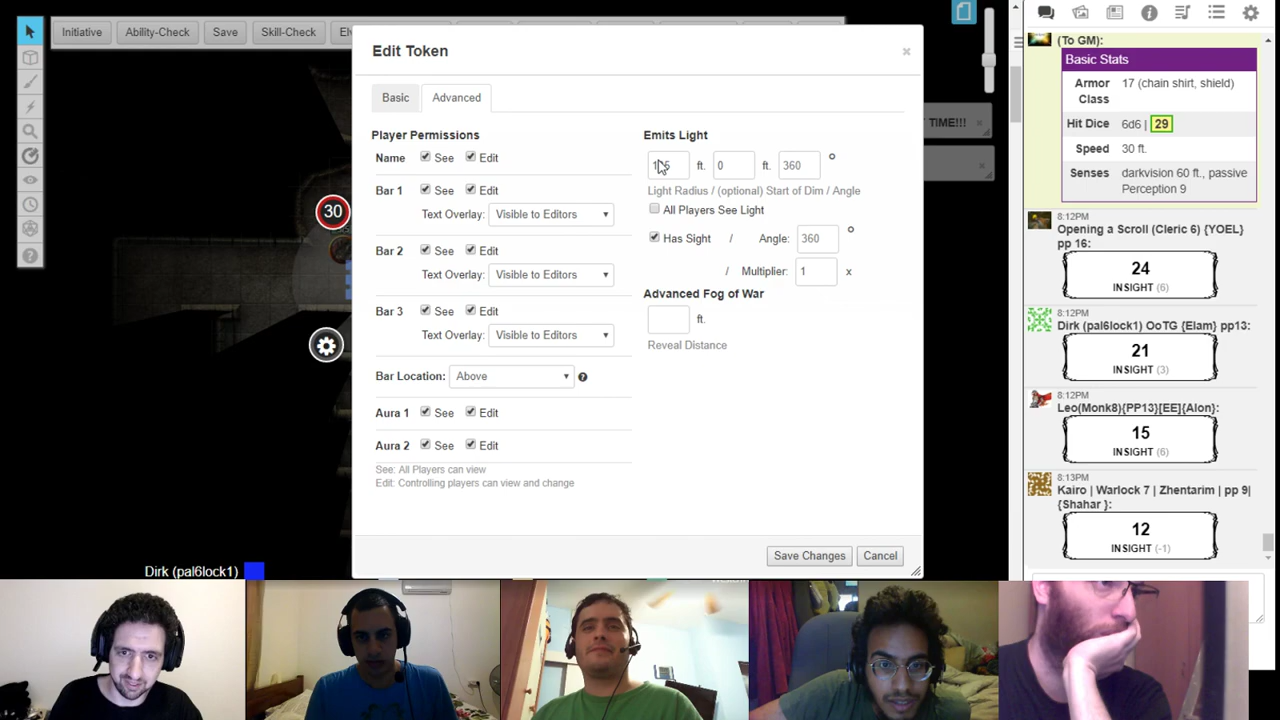 Initiative
Ability-Check
Save
Skill-Check
Edit Token
×
Basic
Advanced
Player Permissions
Name See Edit
Bar 1 See Edit
Text Overlay: Visible to Editors
Bar 2 See Edit
Text Overlay: Visible to Editors
Bar 3 See Edit
Text Overlay: Visible to Editors
Bar Location: Above
Aura 1 See Edit
Aura 2 See Edit
See: All Players can view
Edit: Controlling players can view and change
Emits Light
ft. 0 ft. 360 °
Light Radius / (optional) Start of Dim / Angle
All Players See Light
Has Sight / Angle: 360 °
/ Multiplier: 1 x
Advanced Fog of War
ft.
Reveal Distance
Save Changes
Cancel
30
TIME!!!
Dirk (pal6lock1)
(To GM):
Basic Stats
Armor Class 17 (chain shirt, shield)
Hit Dice 6d6 | 29
Speed 30 ft.
Senses darkvision 60 ft., passive
Perception 9
8:12PM
Opening a Scroll (Cleric 6) {YOEL}
pp 16:
24
INSIGHT (6)
8:12PM
Dirk (pal6lock1) OoTG {Elam} pp13:
21
INSIGHT (3)
8:12PM
Leo(Monk8){PP13}[EE]{Alon}:
15
INSIGHT (6)
8:13PM
Kairo | Warlock 7 | Zhentarim | pp 9|
{Shahar }:
12
INSIGHT (-1)